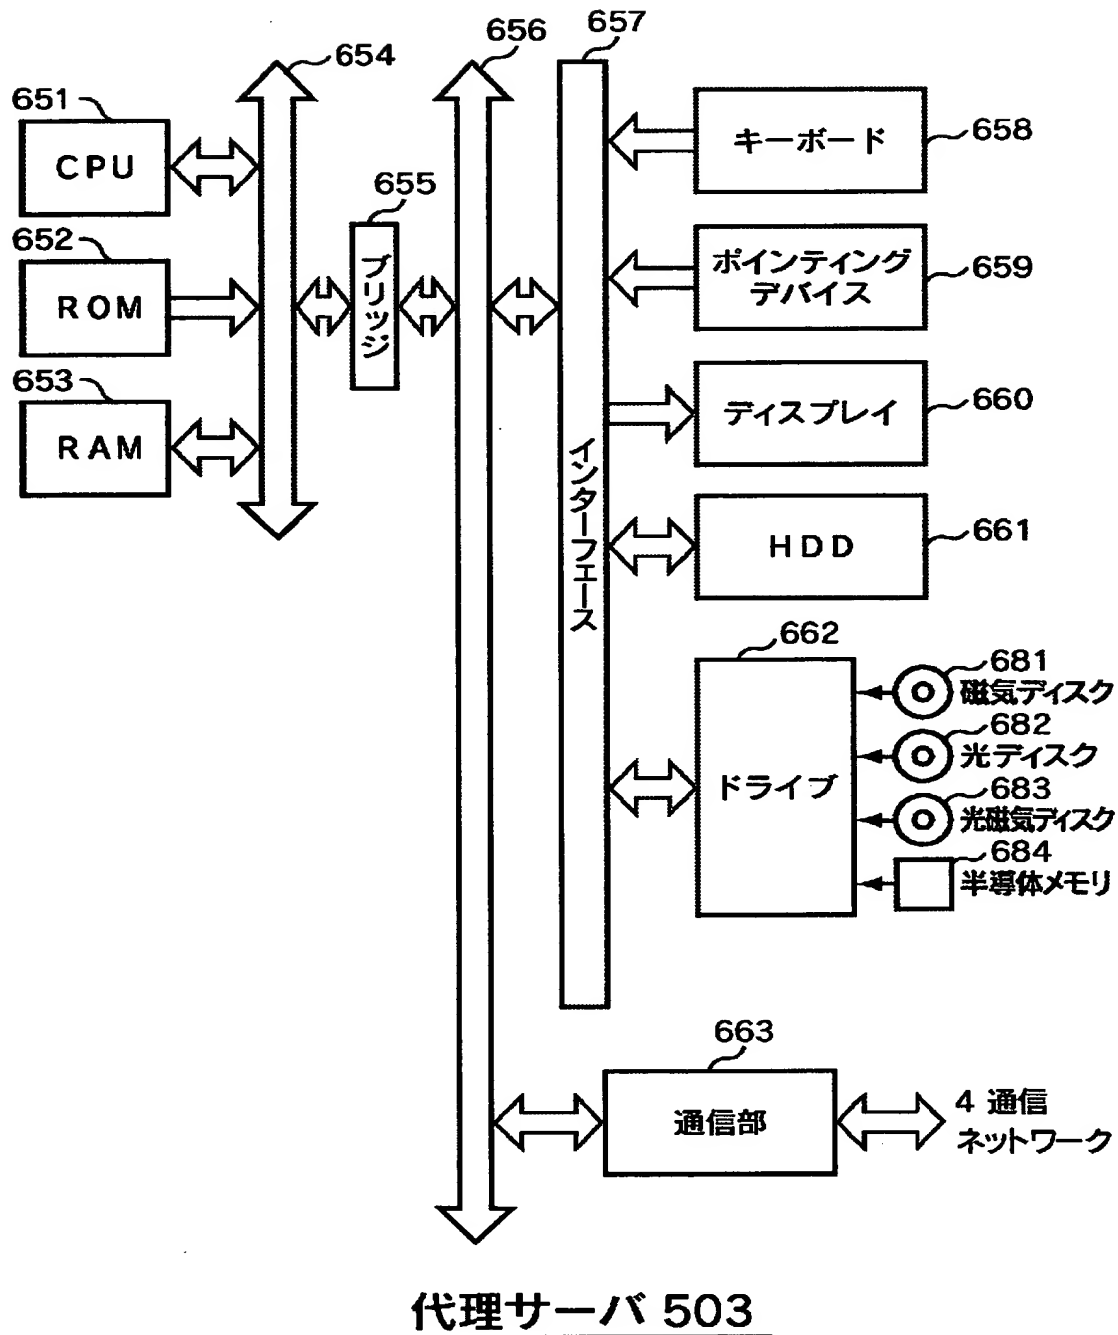 657
656
654
651
CPU
キーボード
658
655
652
ROM
ブリッジ
ポインティング
デバイス
659
653
RAM
ディスプレイ
660
インターフェース
HDD
661
662
681
磁気ディスク
682
光ディスク
ドライブ
683
光磁気ディスク
684
半導体メモリ
663
通信部
4 通信
ネットワーク
代理サーバ 503